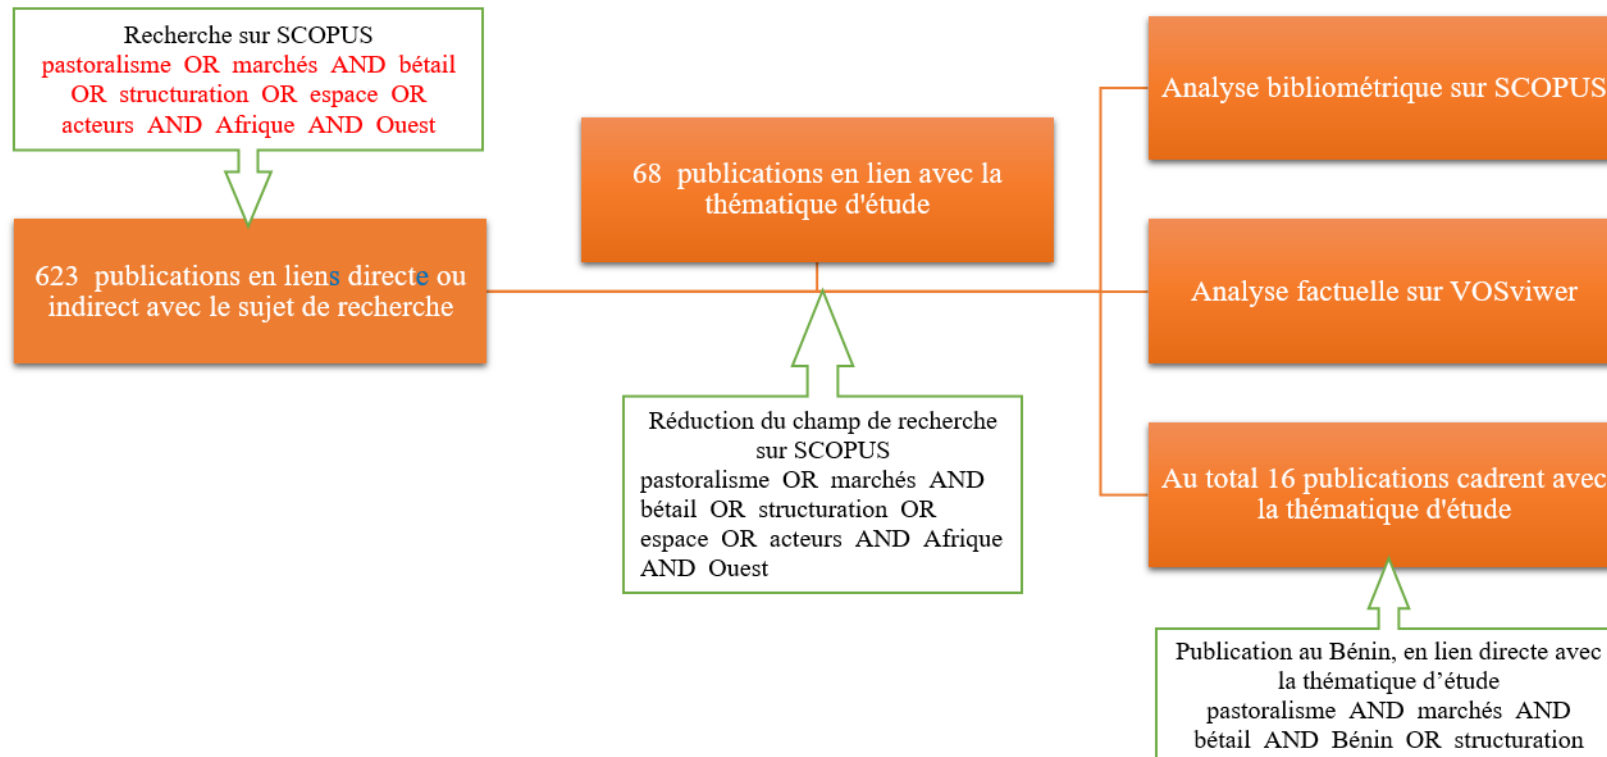 Recherche sur SCOPUS
pastoralisme OR marchés AND bétail
OR structuration OR espace OR
acteurs AND Afrique AND Ouest
623 publications en liens directe ou
indirect avec le sujet de recherche
68 publications en lien avec la
thématique d'étude
Réduction du champ de recherche
sur SCOPUS
pastoralisme OR marchés AND
bétail OR structuration OR
espace OR acteurs AND Afrique
AND Ouest
Analyse bibliométrique sur SCOPUS
Analyse factuelle sur VOSviwer
Au total 16 publications cadrent avec
la thématique d'étude
Publication au Bénin, en lien directe avec
la thématique d’étude
pastoralisme AND marchés AND
bétail AND Bénin OR structuration